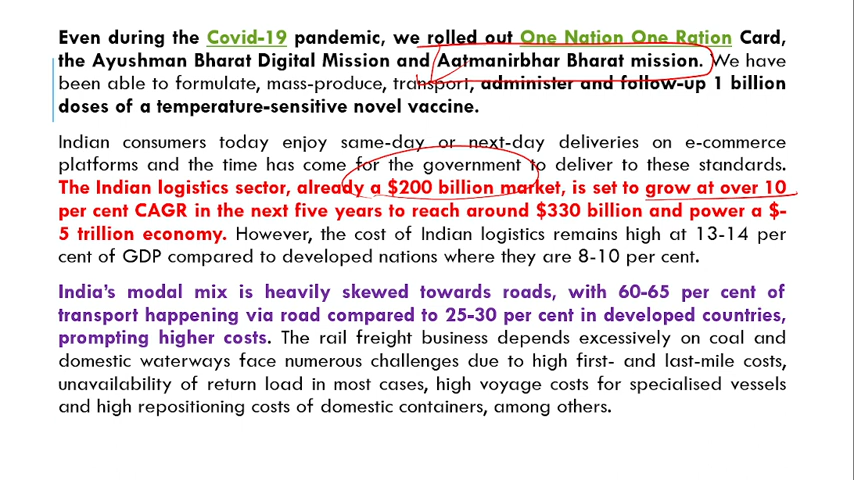 Even during the Covid-19 pandemic, we rolled out One Nation One Ration Card,
the Ayushman Bharat Digital Mission and Aatmanirbhar Bharat mission. We have
been able to formulate, mass-produce, transport, administer and follow-up 1 billion
doses of a temperature-sensitive novel vaccine.
Indian consumers today enjoy same-day or next-day deliveries on e-commerce
platforms and the time has come for the government to deliver to these standards.
The Indian logistics sector, already a $200 billion market, is set to grow at over 10
per cent CAGR in the next five years to reach around $330 billion and power a $-
5 trillion economy. However, the cost of Indian logistics remains high at 13-14 per
cent of GDP compared to developed nations where they are 8-10 per cent.
India's modal mix is heavily skewed towards roads, with 60-65 per cent of
transport happening via road compared to 25-30 per cent in developed countries,
prompting higher costs. The rail freight business depends excessively on coal and
domestic waterways face numerous challenges due to high first- and last-mile costs,
unavailability of return load in most cases, high voyage costs for specialised vessels
and high repositioning costs of domestic containers, among others.